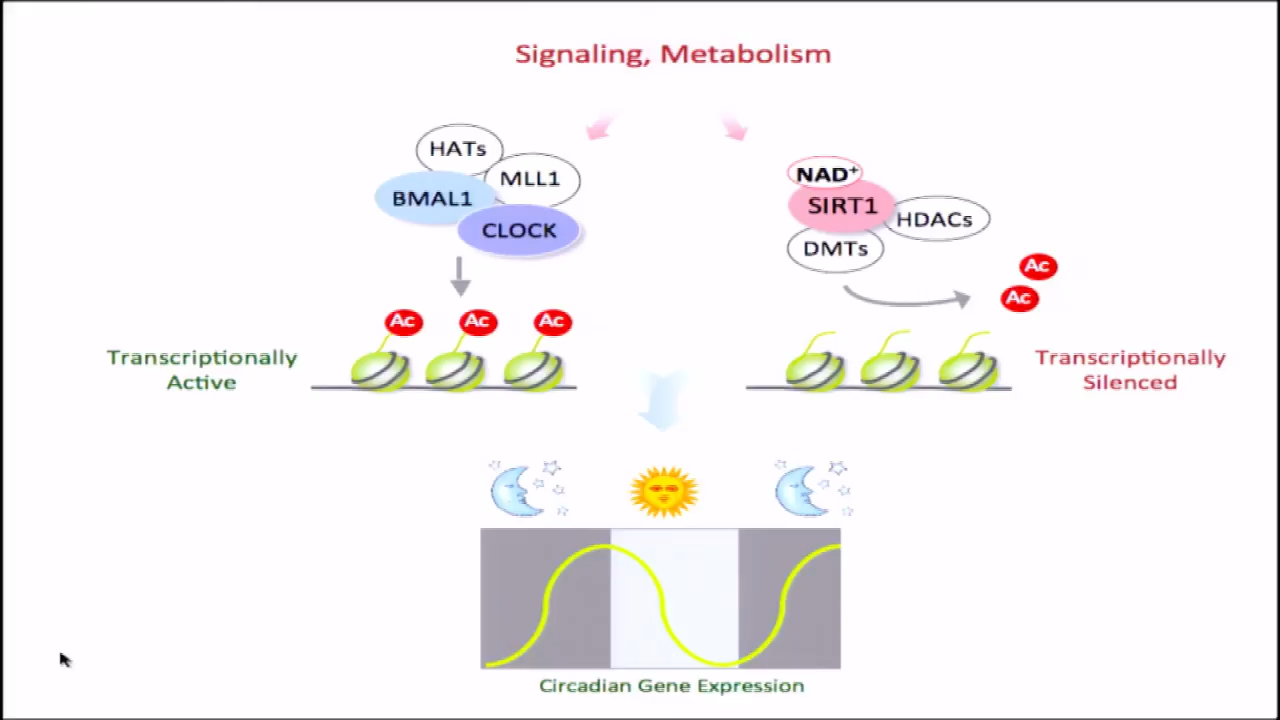 Signaling, Metabolism
HATs
MLL1
BMAL1
CLOCK
NAD+
SIRT1
HDACs
DMTs
Ac
Ac
Ac
Ac
Ac
Transcriptionally
Active
Transcriptionally
Silenced
Circadian Gene Expression